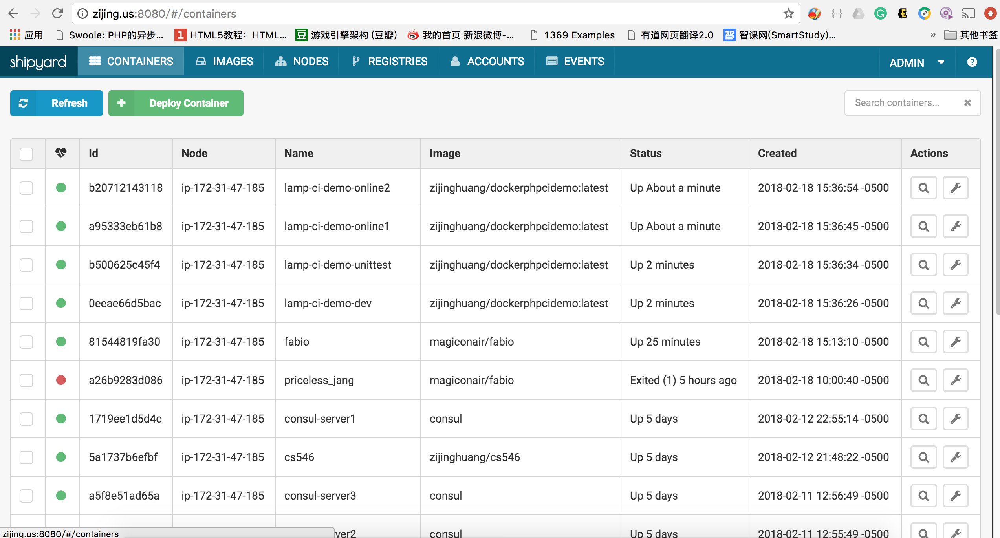 zijing.us:8080/#/containers
应用 Swoole: PHP的异步... HTML5教程：HTML... 游戏引擎架构 (豆瓣) 我的首页 新浪微博-... 1369 Examples 有道网页翻译2.0 智课网(SmartStudy)... » 其他书签
shipyard CONTAINERS IMAGES NODES REGISTRIES ACCOUNTS EVENTS ADMIN ?
Refresh Deploy Container Search containers...
Id Node Name Image Status Created Actions
b20712143118 ip-172-31-47-185 lamp-ci-demo-online2 zijinghuang/dockerphpcidemo:latest Up About a minute 2018-02-18 15:36:54 -0500
a95333eb61b8 ip-172-31-47-185 lamp-ci-demo-online1 zijinghuang/dockerphpcidemo:latest Up About a minute 2018-02-18 15:36:45 -0500
b500625c45f4 ip-172-31-47-185 lamp-ci-demo-unittest zijinghuang/dockerphpcidemo:latest Up 2 minutes 2018-02-18 15:36:34 -0500
0eeae66d5bac ip-172-31-47-185 lamp-ci-demo-dev zijinghuang/dockerphpcidemo:latest Up 2 minutes 2018-02-18 15:36:26 -0500
81544819fa30 ip-172-31-47-185 fabio magiconair/fabio Up 25 minutes 2018-02-18 15:13:10 -0500
a26b9283d086 ip-172-31-47-185 priceless_jang magiconair/fabio Exited (1) 5 hours ago 2018-02-18 10:00:40 -0500
1719ee1d5d4c ip-172-31-47-185 consul-server1 consul Up 5 days 2018-02-12 22:55:14 -0500
5a1737b6efbf ip-172-31-47-185 cs546 zijinghuang/cs546 Up 5 days 2018-02-12 21:48:22 -0500
a5f8e51ad65a ip-172-31-47-185 consul-server3 consul Up 5 days 2018-02-11 12:56:49 -0500
zijing.us:8080/#/containers ver2 consul Up 5 days 2018-02-11 12:55:49 -0500